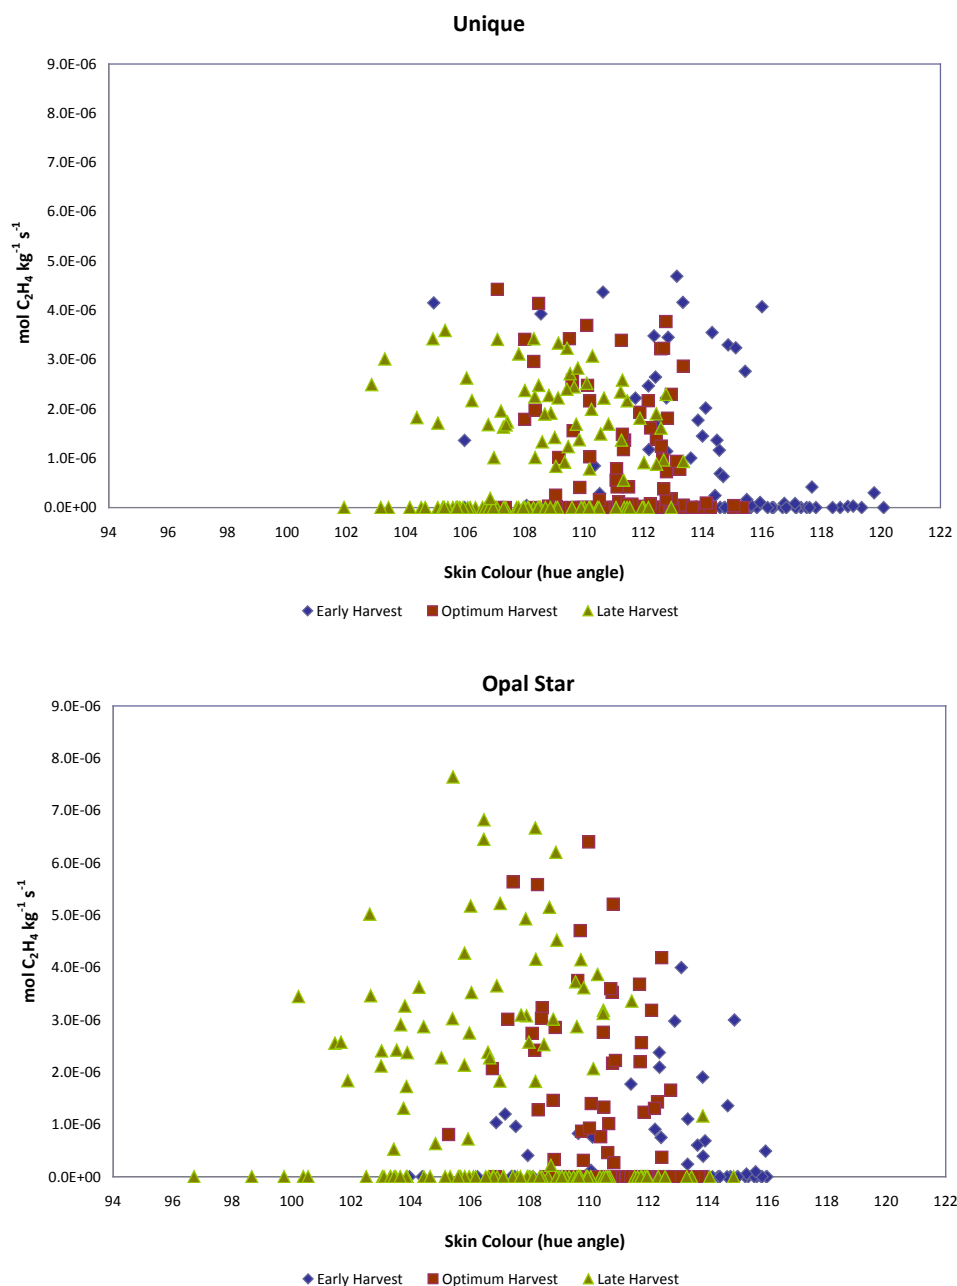 Unique
9.0E-06
8.0E-06
7.0E-06
6.0E-06
5.0E-06
4.0E-06
3.0E-06
2.0E-06
1.0E-06
0.0E+00
mol C₂H₄ kg⁻¹ s⁻¹
94 96 98 100 102 104 106 108 110 112 114 116 118 120 122
Skin Colour (hue angle)
Early Harvest Optimum Harvest Late Harvest
Opal Star
9.0E-06
8.0E-06
7.0E-06
6.0E-06
5.0E-06
4.0E-06
3.0E-06
2.0E-06
1.0E-06
0.0E+00
mol C₂H₄ kg⁻¹ s⁻¹
94 96 98 100 102 104 106 108 110 112 114 116 118 120 122
Skin Colour (hue angle)
Early Harvest Optimum Harvest Late Harvest